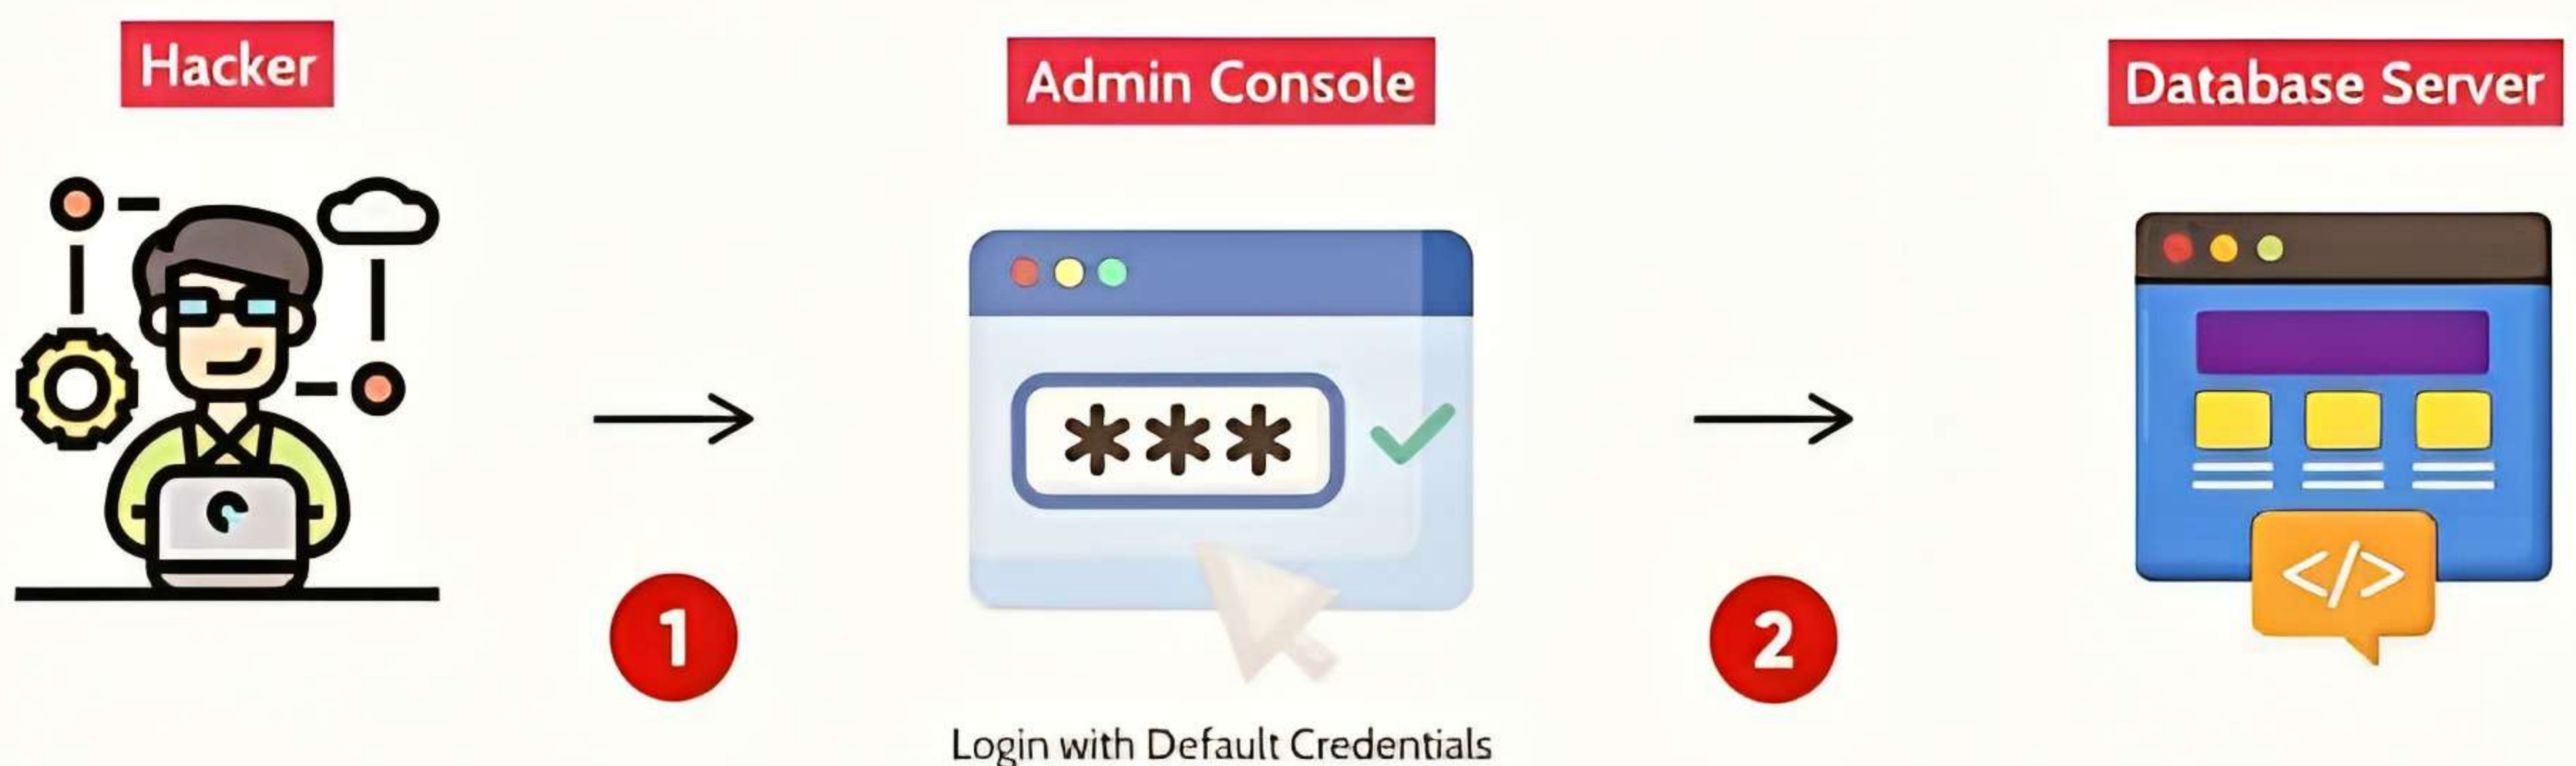 Hacker
Admin Console
Database Server
***
</>
1
2
Login with Default Credentials